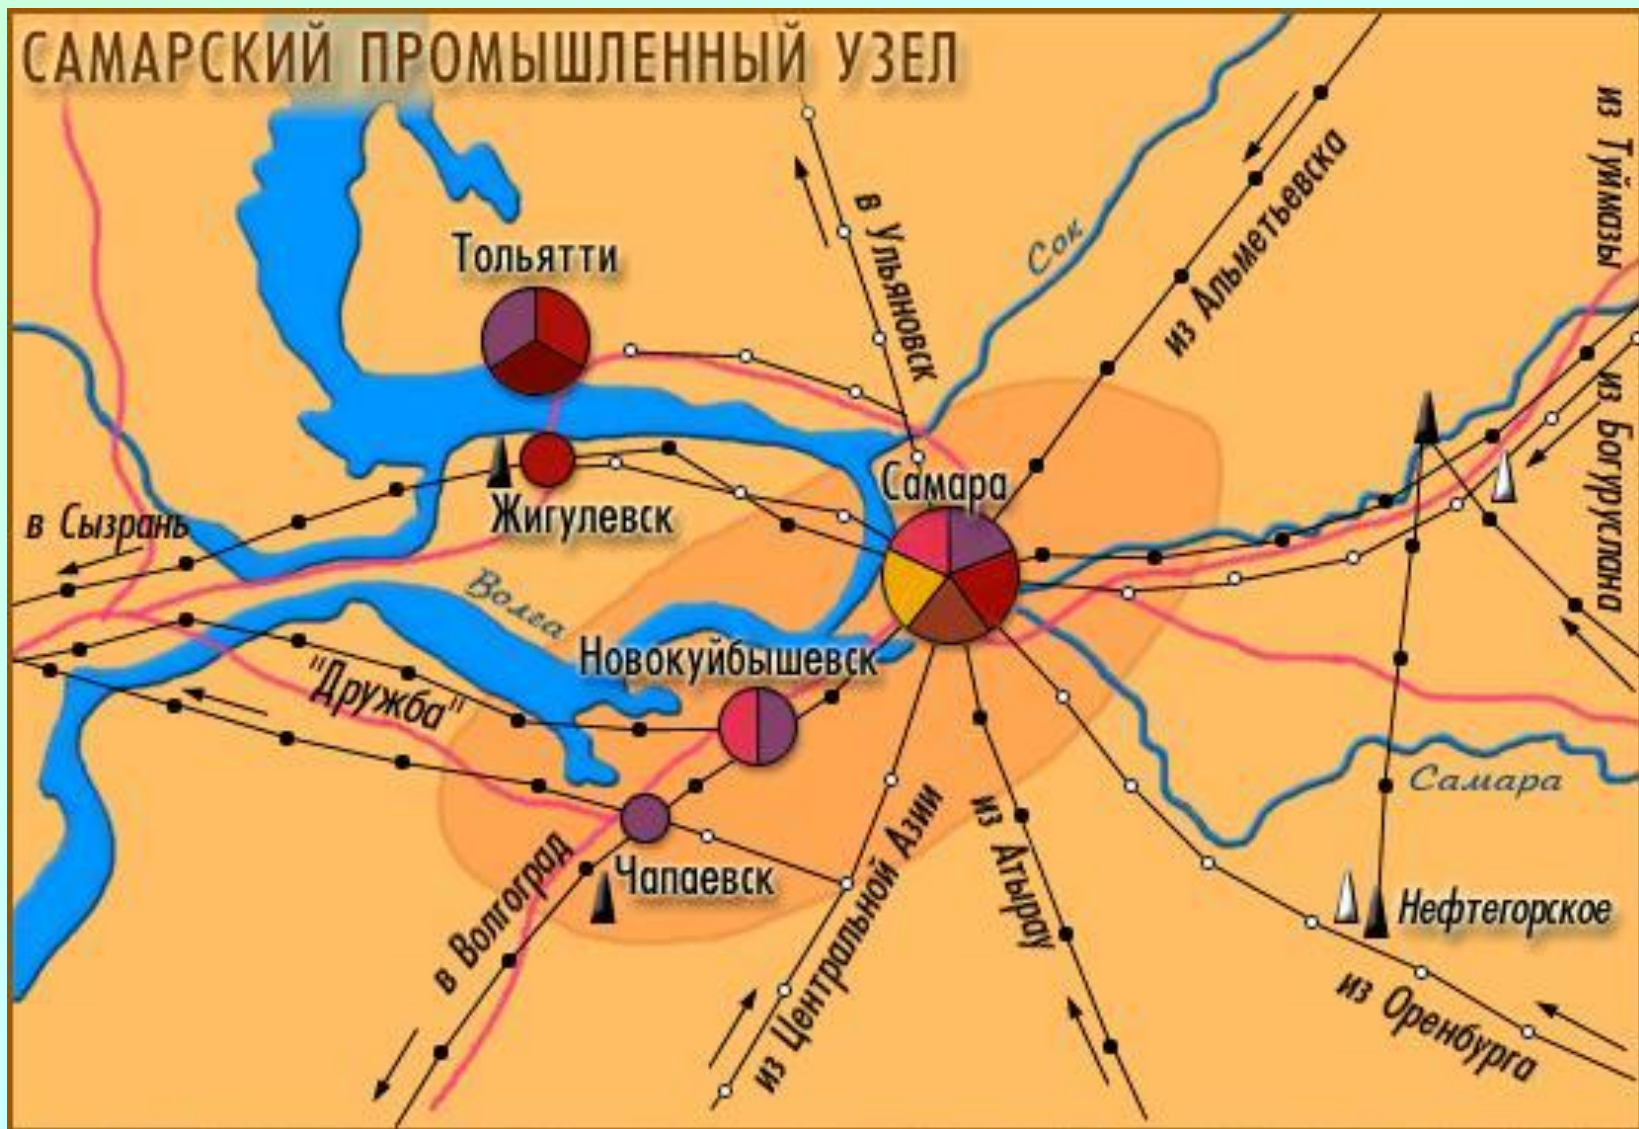 САМАРСКИЙ ПРОМЫШЛЕННЫЙ УЗЕЛ
из Туймазы
из Альметьевска
в Ульяновск
Сок
Тольятти
из Богуруслана
Самара
Жигулевск
в Сызрань
Волга
Новокуйбышевск
"Дружба"
Самара
Чапаевск
Нефтегорское
в Волгоград
из Центральной Азии
из Атырау
из Оренбурга